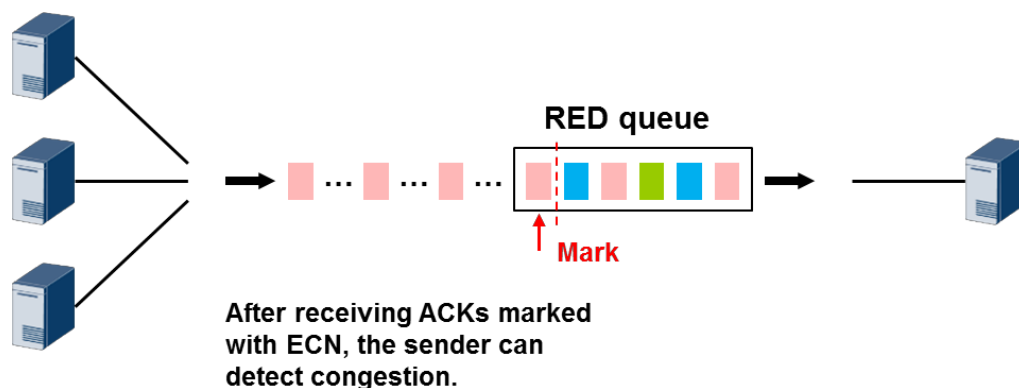 RED queue
... ... ...
Mark
After receiving ACKs marked
with ECN, the sender can
detect congestion.